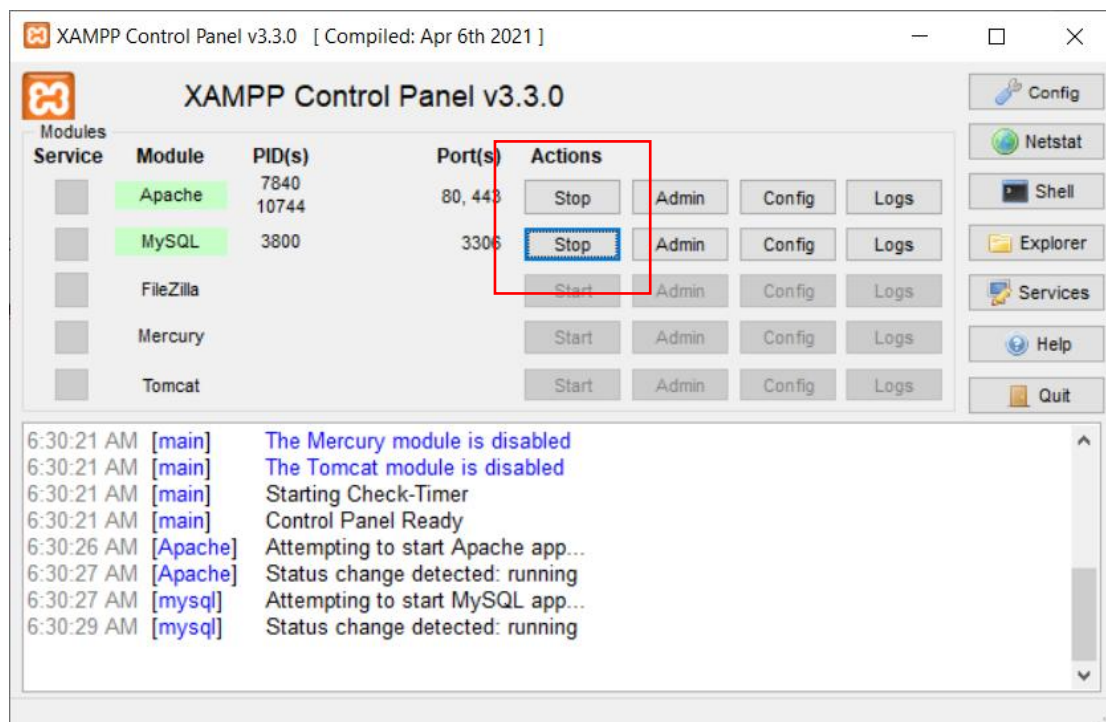 XAMPP Control Panel v3.3.0 [ Compiled: Apr 6th 2021 ]
XAMPP Control Panel v3.3.0
Config
Modules
Service Module PID(s) Port(s) Actions
Netstat
Apache 7840 10744 80, 443 Stop Admin Config Logs
Shell
MySQL 3800 3306 Stop Admin Config Logs
Explorer
FileZilla Start Admin Config Logs
Services
Mercury Start Admin Config Logs
Help
Tomcat Start Admin Config Logs
Quit
6:30:21 AM [main] The Mercury module is disabled
6:30:21 AM [main] The Tomcat module is disabled
6:30:21 AM [main] Starting Check-Timer
6:30:21 AM [main] Control Panel Ready
6:30:26 AM [Apache] Attempting to start Apache app...
6:30:27 AM [Apache] Status change detected: running
6:30:27 AM [mysql] Attempting to start MySQL app...
6:30:29 AM [mysql] Status change detected: running